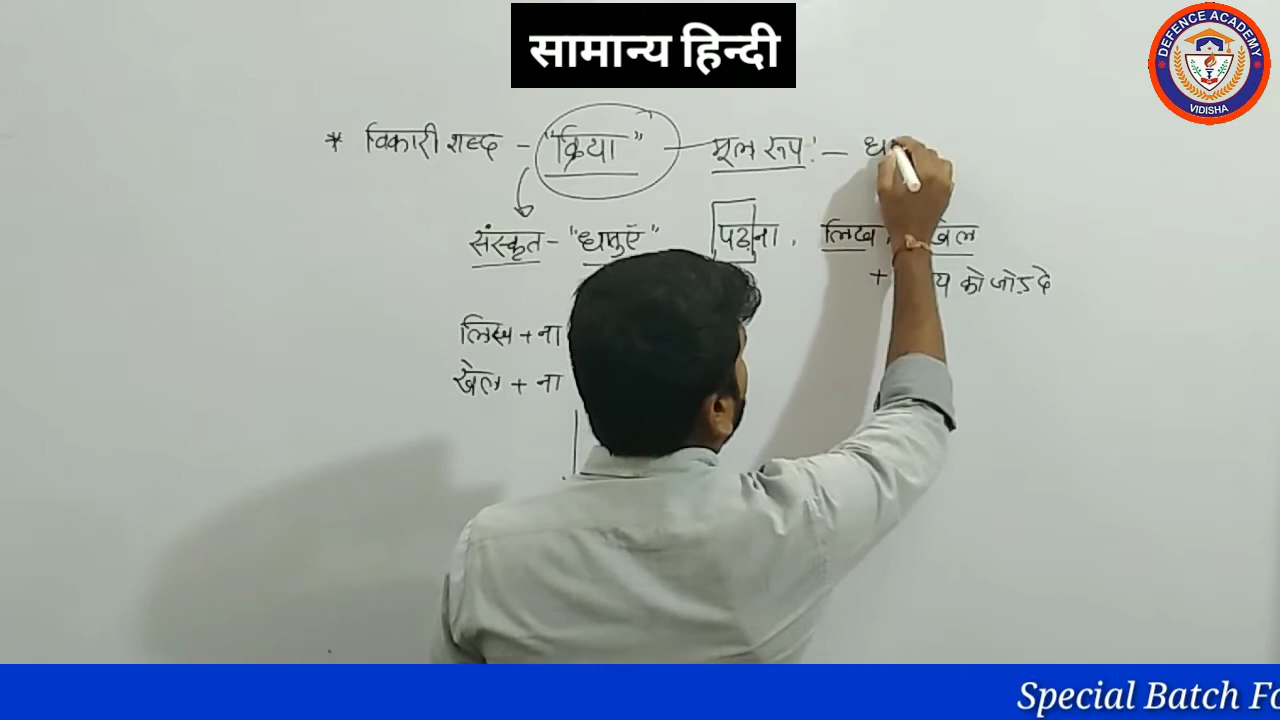 सामान्य हिन्दी
DEFENCE ACADEMY
VIDISHA
* विकारी शब्द - "क्रिया" — मूल रूप :-
संस्कृत - "धातुएँ" पढ़ना , लिख खेल
+ को जोड़ दे
लिख + ना
खेल + ना
Special Batch Fo